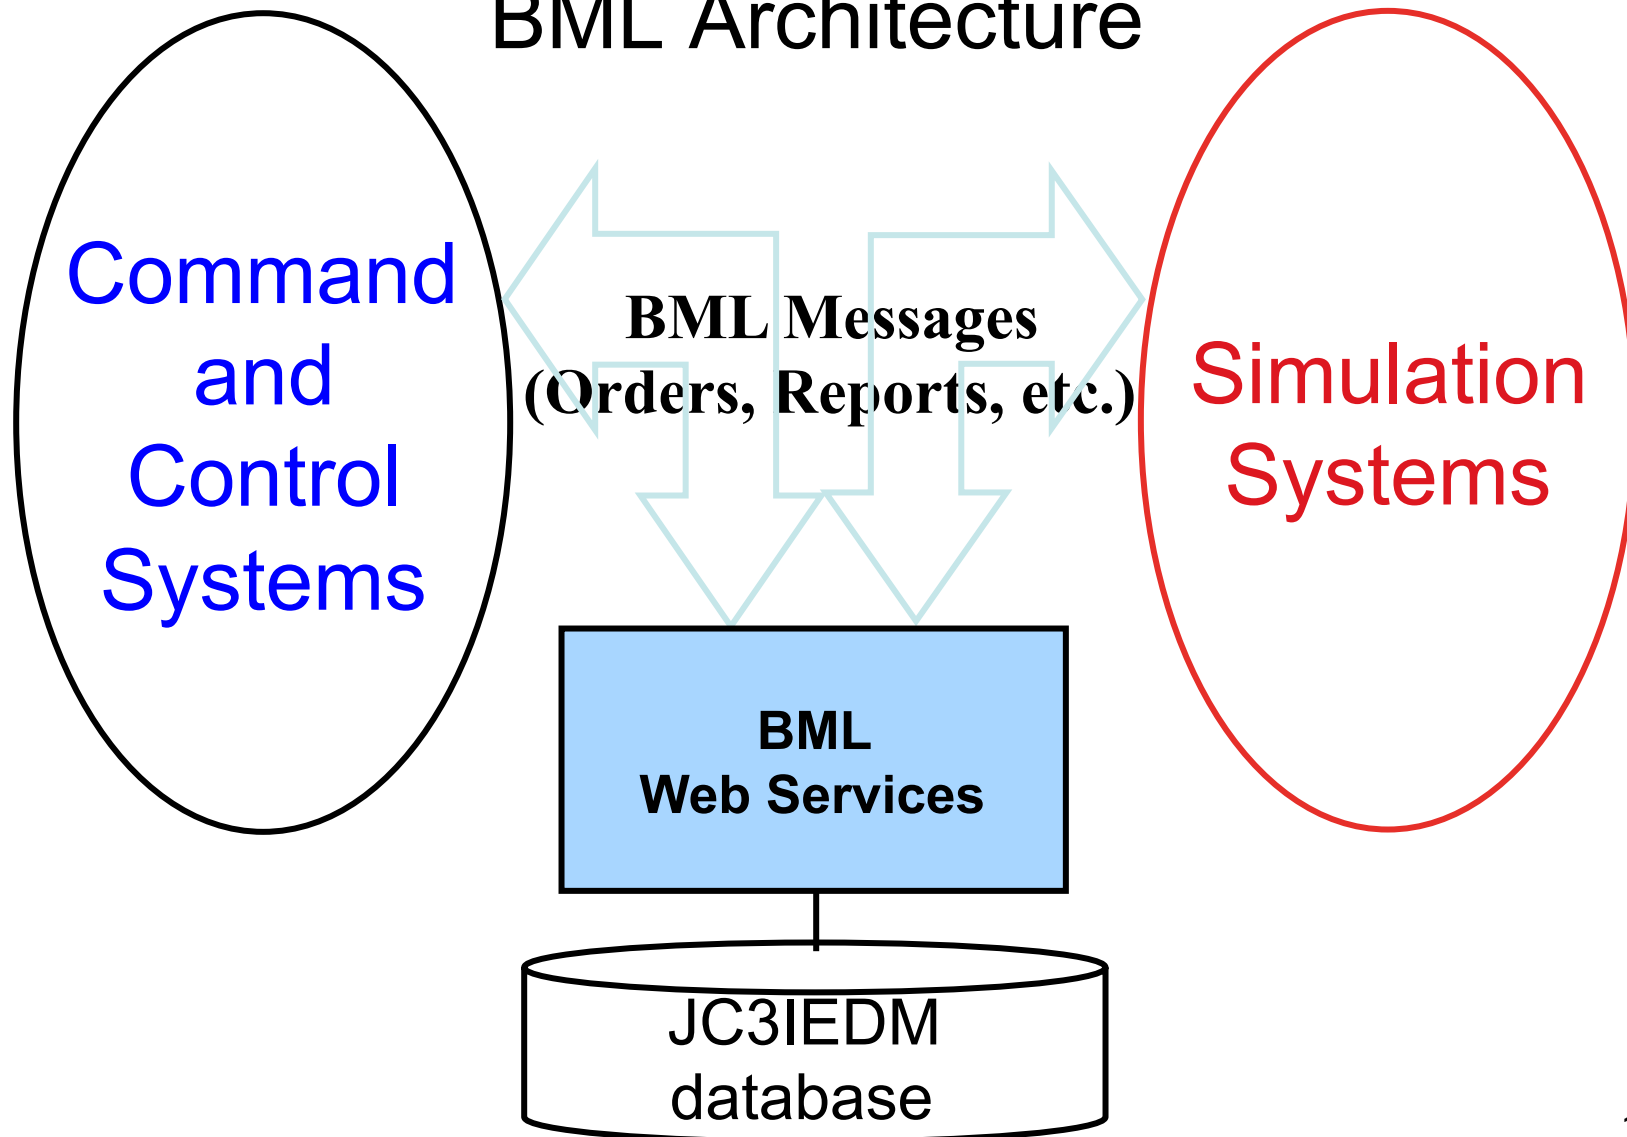 BML Architecture
Command
and
Control
Systems
BML Messages
(Orders, Reports, etc.)
Simulation
Systems
BML
Web Services
JC3IEDM
database